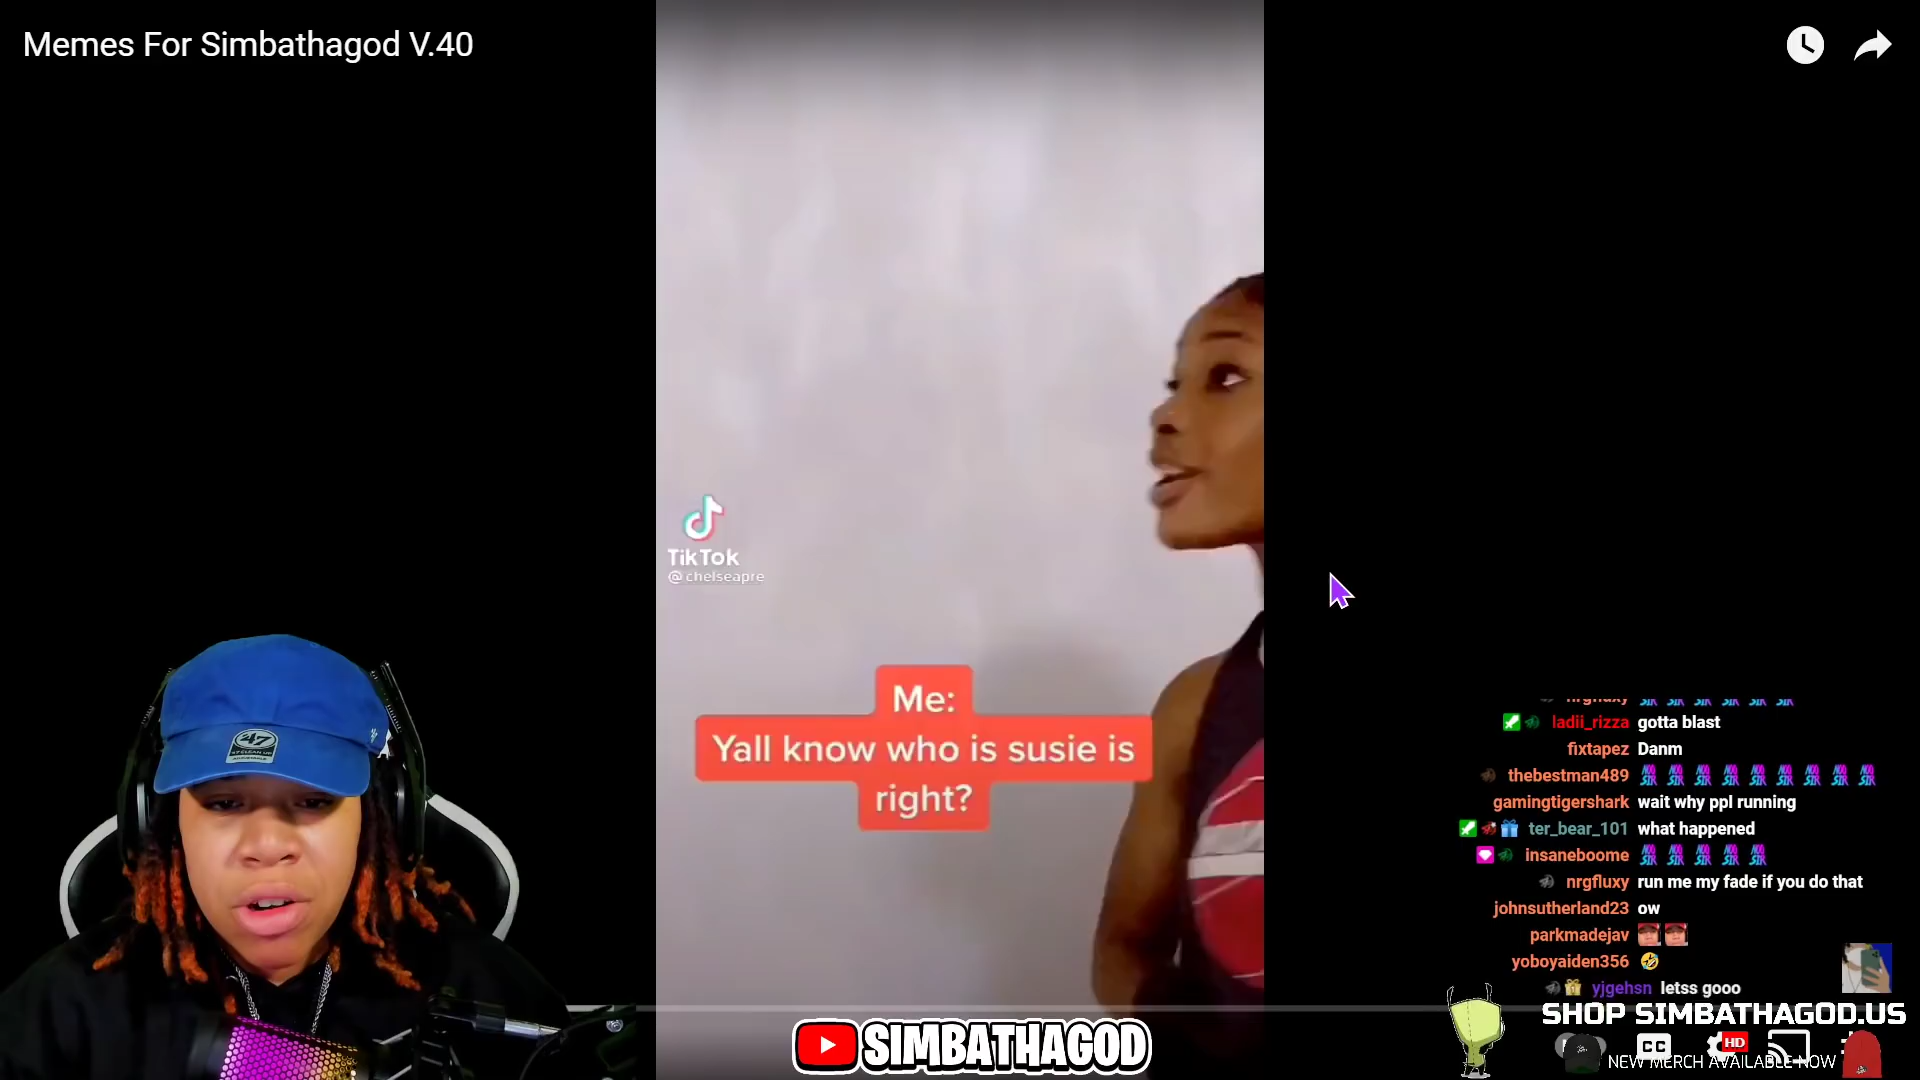 Memes For Simbathagod V.40
TikTok
@chelseapre
Me:
Yall know who is susie is
right?
47
ladii_rizza gotta blast
fixtapez Danm
thebestman489
gamingtigershark wait why ppl running
ter_bear_101 what happened
insaneboome
nrgfluxy run me my fade if you do that
johnsutherland23 ow
parkmadejav
yoboyaiden356
yjgehsn letss gooo
SIMBATHAGOD
SHOP SIMBATHAGOD.US
CC
HD
NEW MERCH AVAILABLE NOW